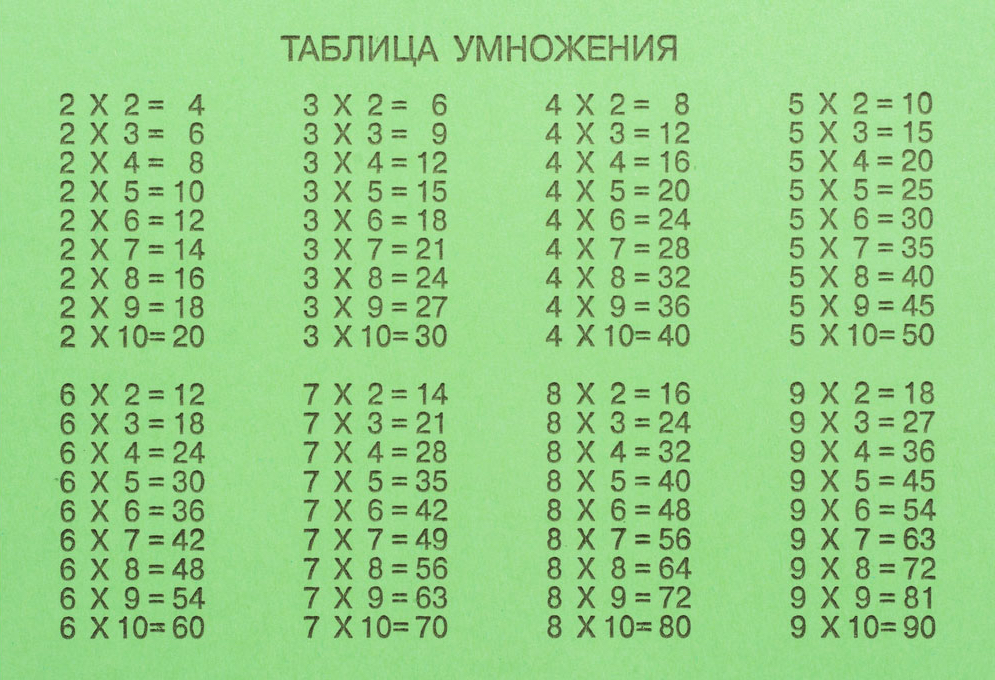 ТАБЛИЦА УМНОЖЕНИЯ
2 X 2 = 4
2 X 3 = 6
2 X 4 = 8
2 X 5 = 10
2 X 6 = 12
2 X 7 = 14
2 X 8 = 16
2 X 9 = 18
2 X 10 = 20
3 X 2 = 6
3 X 3 = 9
3 X 4 = 12
3 X 5 = 15
3 X 6 = 18
3 X 7 = 21
3 X 8 = 24
3 X 9 = 27
3 X 10 = 30
4 X 2 = 8
4 X 3 = 12
4 X 4 = 16
4 X 5 = 20
4 X 6 = 24
4 X 7 = 28
4 X 8 = 32
4 X 9 = 36
4 X 10 = 40
5 X 2 = 10
5 X 3 = 15
5 X 4 = 20
5 X 5 = 25
5 X 6 = 30
5 X 7 = 35
5 X 8 = 40
5 X 9 = 45
5 X 10 = 50
6 X 2 = 12
6 X 3 = 18
6 X 4 = 24
6 X 5 = 30
6 X 6 = 36
6 X 7 = 42
6 X 8 = 48
6 X 9 = 54
6 X 10 = 60
7 X 2 = 14
7 X 3 = 21
7 X 4 = 28
7 X 5 = 35
7 X 6 = 42
7 X 7 = 49
7 X 8 = 56
7 X 9 = 63
7 X 10 = 70
8 X 2 = 16
8 X 3 = 24
8 X 4 = 32
8 X 5 = 40
8 X 6 = 48
8 X 7 = 56
8 X 8 = 64
8 X 9 = 72
8 X 10 = 80
9 X 2 = 18
9 X 3 = 27
9 X 4 = 36
9 X 5 = 45
9 X 6 = 54
9 X 7 = 63
9 X 8 = 72
9 X 9 = 81
9 X 10 = 90